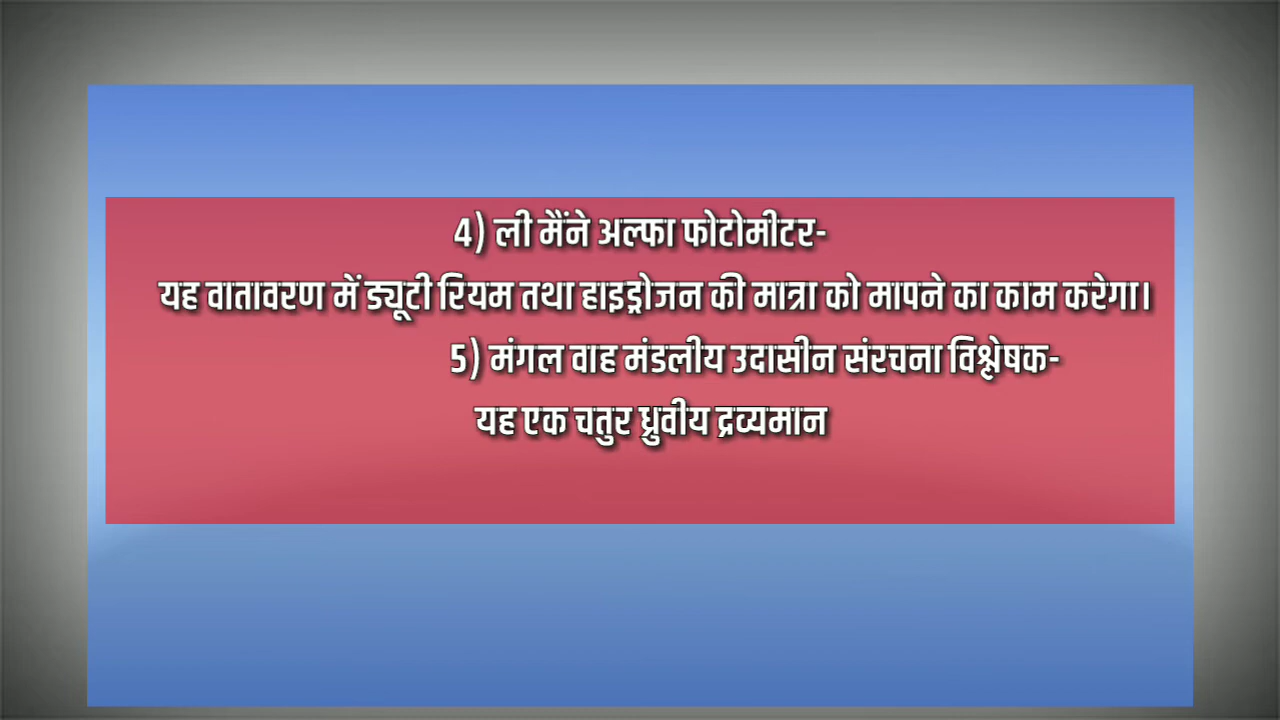 4) ली मैंने अल्फा फोटोमीटर-
यह वातावरण में ड्यूटी रियम तथा हाइड्रोजन की मात्रा को मापने का काम करेगा।
5) मंगल वाह मंडलीय उदासीन संरचना विश्लेषक-
यह एक चतुर ध्रुवीय द्रव्यमान